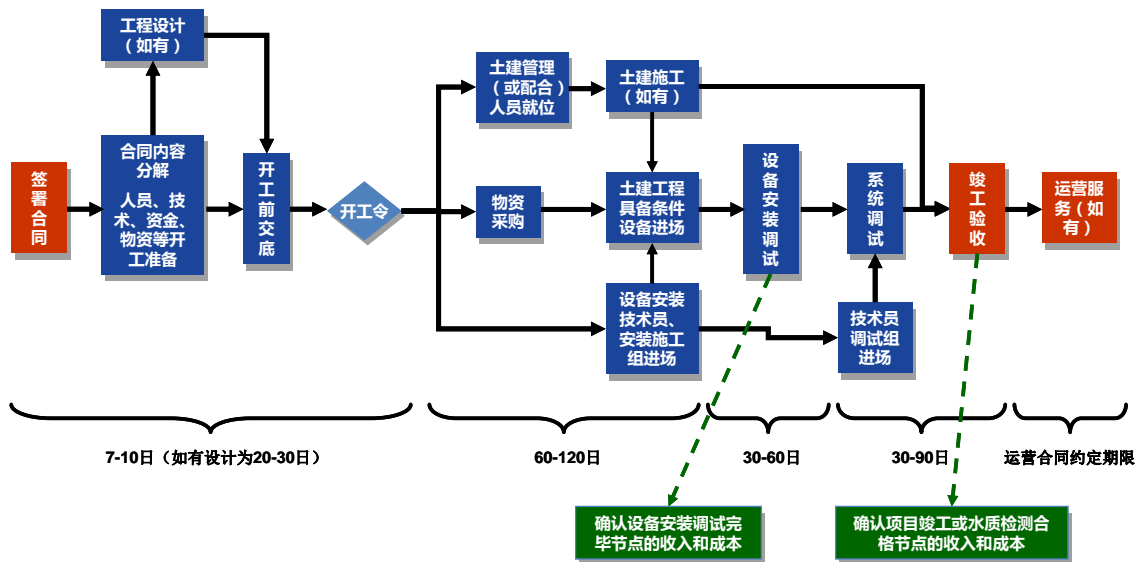 工程设计
（如有）
签
署
合
同
合同内容
分解
人员、技
术、资金、
物资等开
工准备
开
工
前
交
底
开工令
土建管理
（或配合）
人员就位
土建施工
（如有）
物资
采购
土建工程
具备条件
设备进场
设备安装
技术员、
安装施工
组进场
设
备
安
装
调
试
系
统
调
试
技术员
调试组
进场
竣
工
验
收
运营服
务（如
有）
7-10日（如有设计为20-30日）
60-120日
30-60日
30-90日
运营合同约定期限
确认设备安装调试完
毕节点的收入和成本
确认项目竣工或水质检测合
格节点的收入和成本